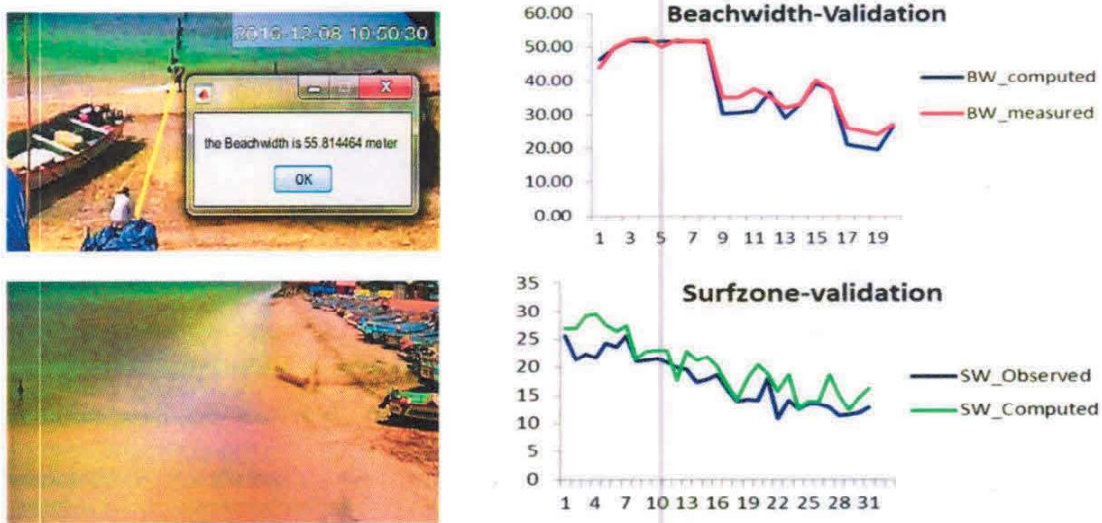 2016-12-08 10:50:30
X
the Beachwidth is 55.814464 meter
OK
Beachwidth-Validation
60.00
50.00
40.00
30.00
20.00
10.00
0.00
1 3 5 7 9 11 13 15 17 19
BW_computed
BW_measured
Surfzone-validation
35
30
25
20
15
10
5
0
1 4 7 10 13 16 19 22 25 28 31
SW_Observed
SW_Computed